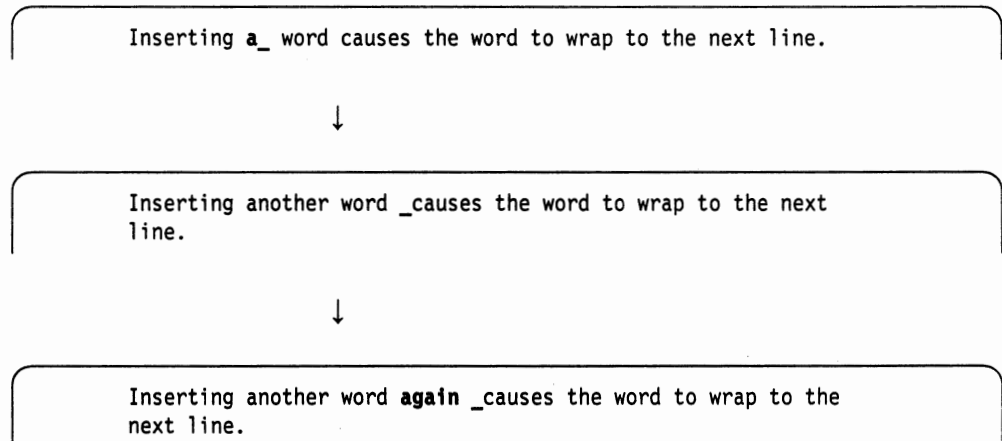 Inserting a_ word causes the word to wrap to the next line.
↓
Inserting another word _causes the word to wrap to the next
line.
↓
Inserting another word again _causes the word to wrap to the
next line.